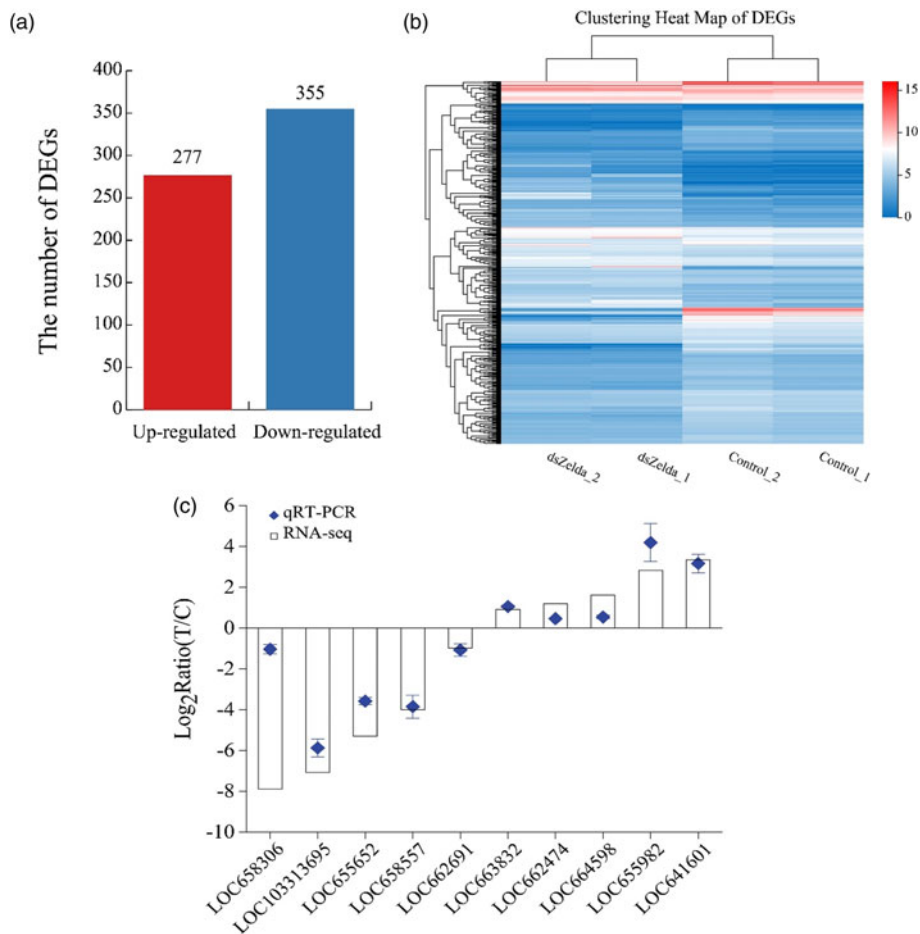 (a)
The number of DEGs
400
350
300
250
200
150
100
50
0
277
355
Up-regulated
Down-regulated
(b)
Clustering Heat Map of DEGs
15
10
5
0
dsZelda_2
dsZelda_1
Control_2
Control_1
(c)
qRT-PCR
RNA-seq
Log2Ratio(T/C)
6
4
2
0
-2
-4
-6
-8
-10
LOC658306
LOC103313695
LOC655652
LOC658557
LOC662691
LOC663832
LOC662474
LOC664598
LOC655982
LOC641601